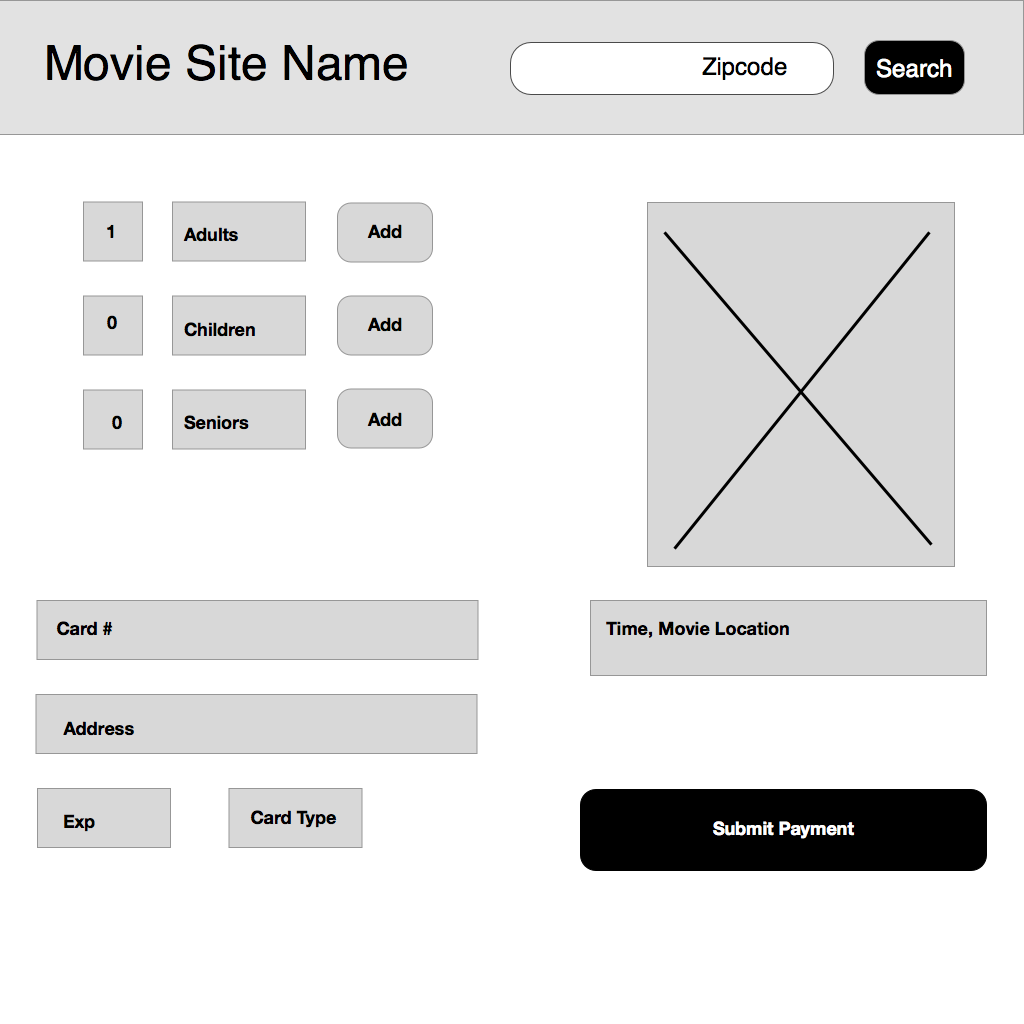 Movie Site Name
Zipcode
Search
1 Adults Add
0 Children Add
0 Seniors Add
Card #
Time, Movie Location
Address
Exp
Card Type
Submit Payment